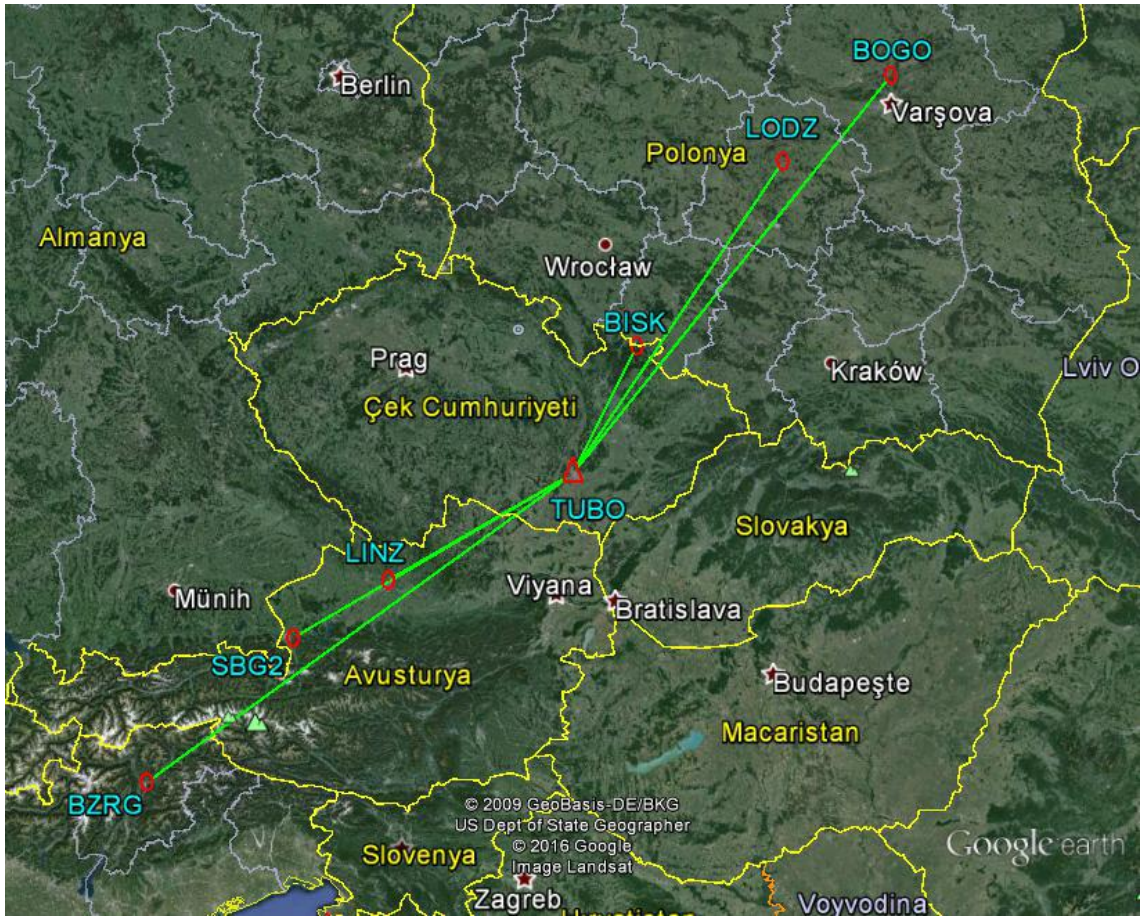 BOGO
Berlin
Varşova
LODZ
Polonya
Almanya
Wrocław
BISK
Prag
Kraków
Lviv O
Çek Cumhuriyeti
TUBO
Slovakya
LINZ
Viyana
Münih
Bratislava
SBG2
Avusturya
Budapeşte
Macaristan
BZRG
© 2009 GeoBasis-DE/BKG
US Dept of State Geographer
© 2016 Google
Image Landsat
Google earth
Slovenya
Zagreb
Voyvodina